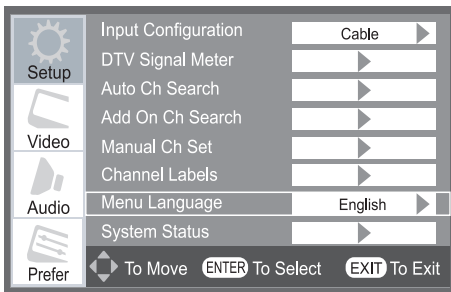 Setup
Video
Audio
Prefer
Input Configuration Cable
DTV Signal Meter
Auto Ch Search
Add On Ch Search
Manual Ch Set
Channel Labels
Menu Language English
System Status
To Move ENTER To Select EXIT To Exit